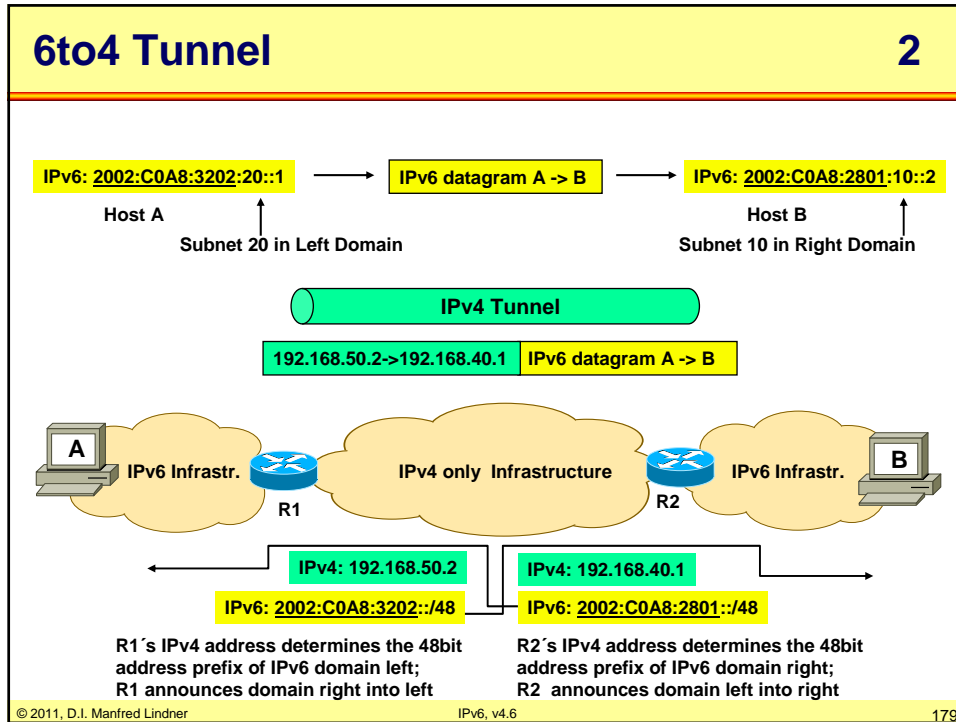 6to4 Tunnel 2
IPv6: 2002:C0A8:3202:20::1
IPv6 datagram A -> B
IPv6: 2002:C0A8:2801:10::2
Host A
Host B
Subnet 20 in Left Domain
Subnet 10 in Right Domain
IPv4 Tunnel
192.168.50.2->192.168.40.1 IPv6 datagram A -> B
A
IPv6 Infrastr.
R1
IPv4 only Infrastructure
R2
IPv6 Infrastr.
B
IPv4: 192.168.50.2
IPv4: 192.168.40.1
IPv6: 2002:C0A8:3202::/48
IPv6: 2002:C0A8:2801::/48
R1´s IPv4 address determines the 48bit
address prefix of IPv6 domain left;
R1 announces domain right into left
R2´s IPv4 address determines the 48bit
address prefix of IPv6 domain right;
R2 announces domain left into right
© 2011, D.I. Manfred Lindner
IPv6, v4.6
179